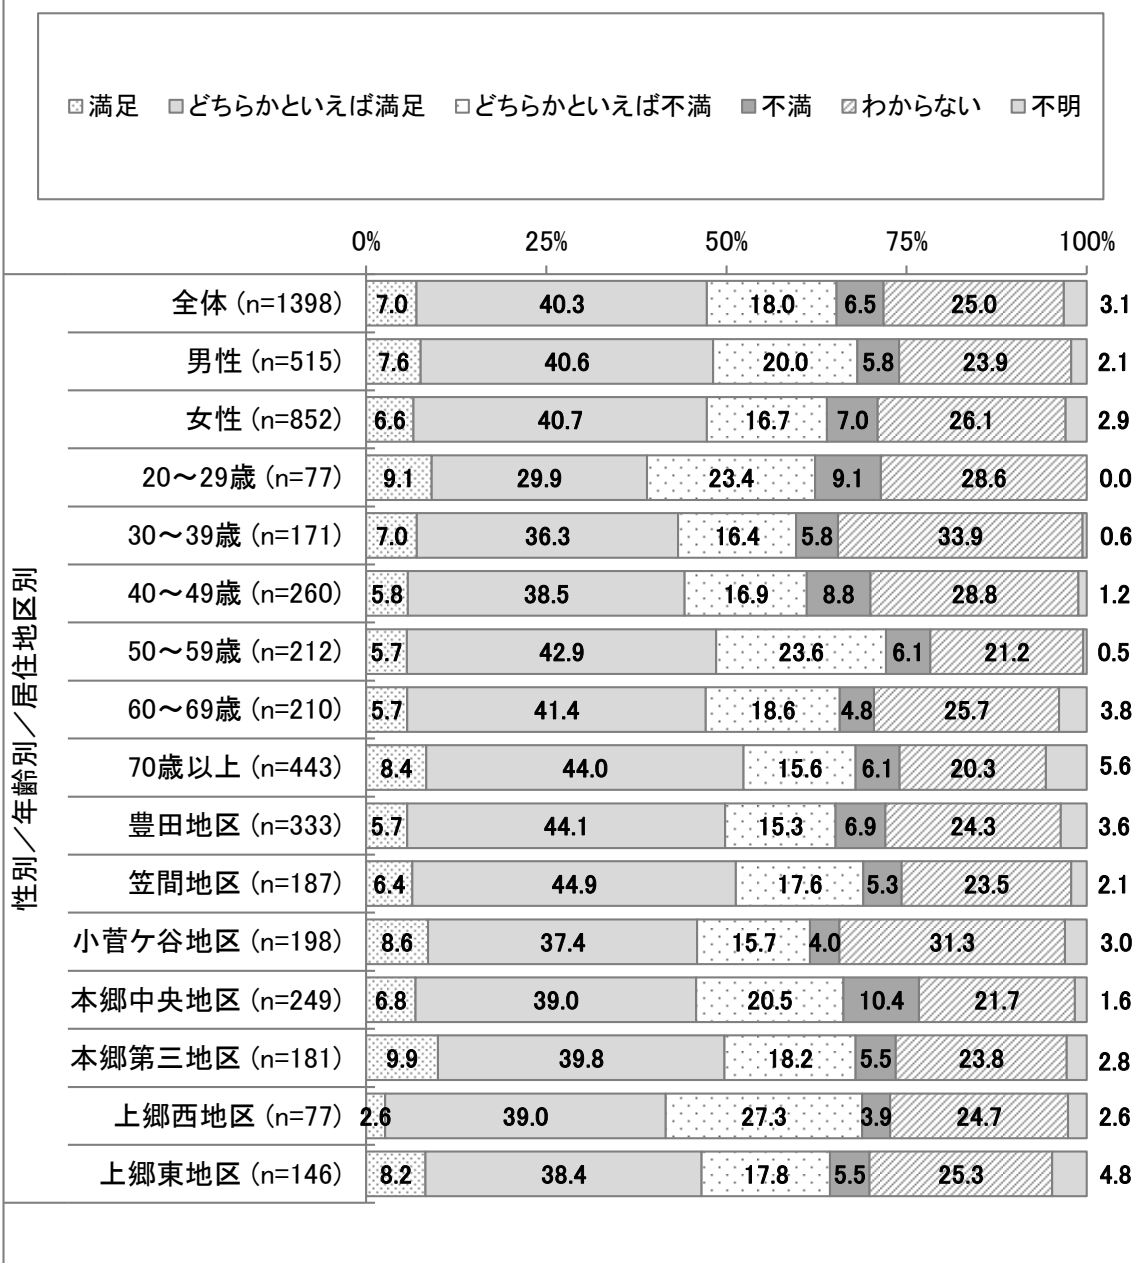 満足 どちらかといえば満足 どちらかといえば不満 不満 わからない 不明
0% 25% 50% 75% 100%
性別／年齢別／居住地区別
全体 (n=1398) 7.0 40.3 18.0 6.5 25.0 3.1
男性 (n=515) 7.6 40.6 20.0 5.8 23.9 2.1
女性 (n=852) 6.6 40.7 16.7 7.0 26.1 2.9
20～29歳 (n=77) 9.1 29.9 23.4 9.1 28.6 0.0
30～39歳 (n=171) 7.0 36.3 16.4 5.8 33.9 0.6
40～49歳 (n=260) 5.8 38.5 16.9 8.8 28.8 1.2
50～59歳 (n=212) 5.7 42.9 23.6 6.1 21.2 0.5
60～69歳 (n=210) 5.7 41.4 18.6 4.8 25.7 3.8
70歳以上 (n=443) 8.4 44.0 15.6 6.1 20.3 5.6
豊田地区 (n=333) 5.7 44.1 15.3 6.9 24.3 3.6
笠間地区 (n=187) 6.4 44.9 17.6 5.3 23.5 2.1
小菅ケ谷地区 (n=198) 8.6 37.4 15.7 4.0 31.3 3.0
本郷中央地区 (n=249) 6.8 39.0 20.5 10.4 21.7 1.6
本郷第三地区 (n=181) 9.9 39.8 18.2 5.5 23.8 2.8
上郷西地区 (n=77) 2.6 39.0 27.3 3.9 24.7 2.6
上郷東地区 (n=146) 8.2 38.4 17.8 5.5 25.3 4.8